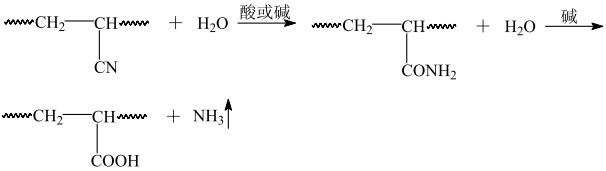 CH₂ CH + H₂O 酸或碱 CH₂ CH + H₂O 碱
CN CONH₂
CH₂ CH + NH₃
COOH